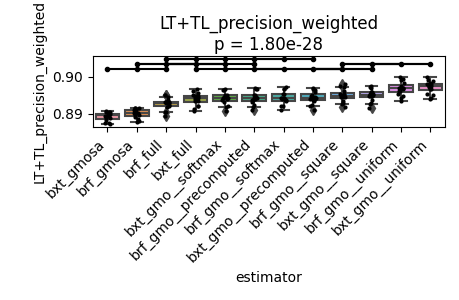 LT+TL_precision_weighted
p = 1.80e-28
LT+TL_precision_weighted
0.90
0.89
bxt_gmosa
brf_gmosa
brf_full
bxt_full
bxt_gmo__softmax
brf_gmo__precomputed
brf_gmo__softmax
bxt_gmo__precomputed
brf_gmo__square
bxt_gmo__square
brf_gmo__uniform
bxt_gmo__uniform
estimator